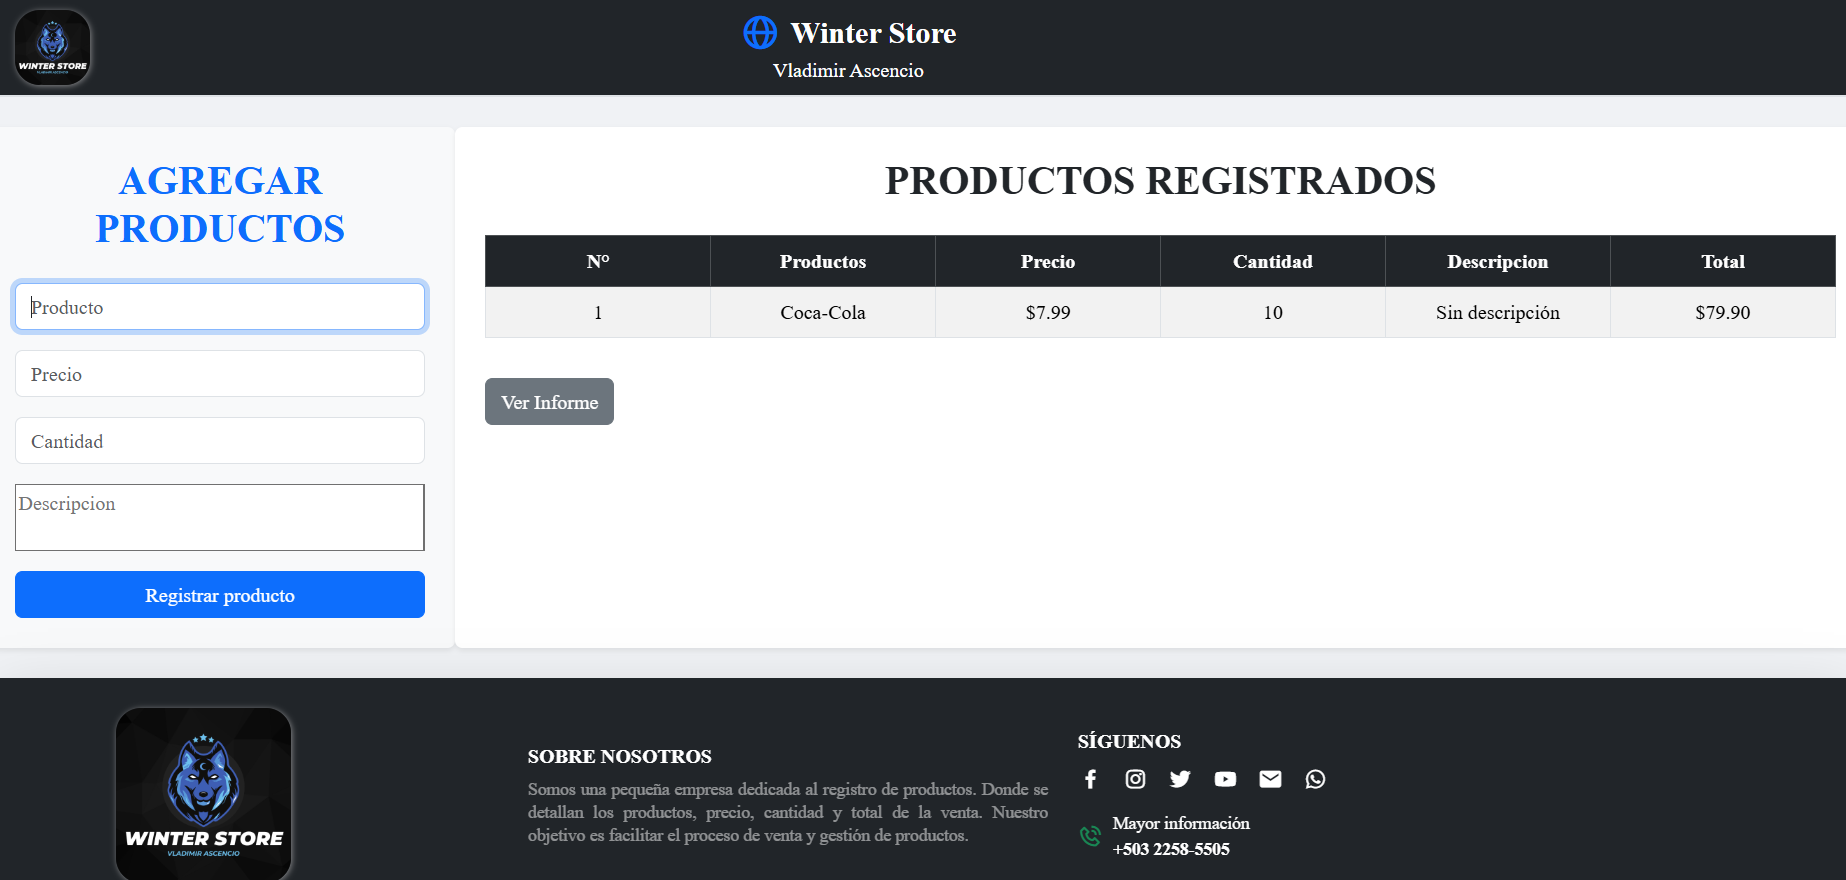 WINTER STORE
VLADIMIR ASCENCIO
Winter Store
Vladimir Ascencio
AGREGAR
PRODUCTOS
Producto
Precio
Cantidad
Descripcion
Registrar producto
PRODUCTOS REGISTRADOS
N° Productos Precio Cantidad Descripcion Total
1 Coca-Cola $7.99 10 Sin descripción $79.90
Ver Informe
WINTER STORE
VLADIMIR ASCENCIO
SOBRE NOSOTROS
Somos una pequeña empresa dedicada al registro de productos. Donde se
detallan los productos, precio, cantidad y total de la venta. Nuestro
objetivo es facilitar el proceso de venta y gestión de productos.
SÍGUENOS
Mayor información
+503 2258-5505